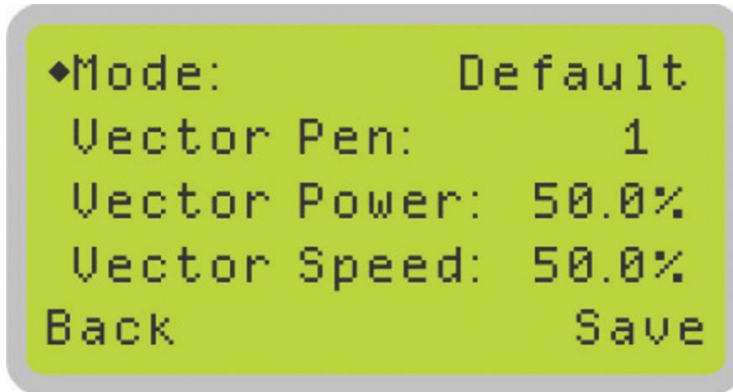 ◆Mode: Default
Vector Pen: 1
Vector Power: 50.0%
Vector Speed: 50.0%
Back Save